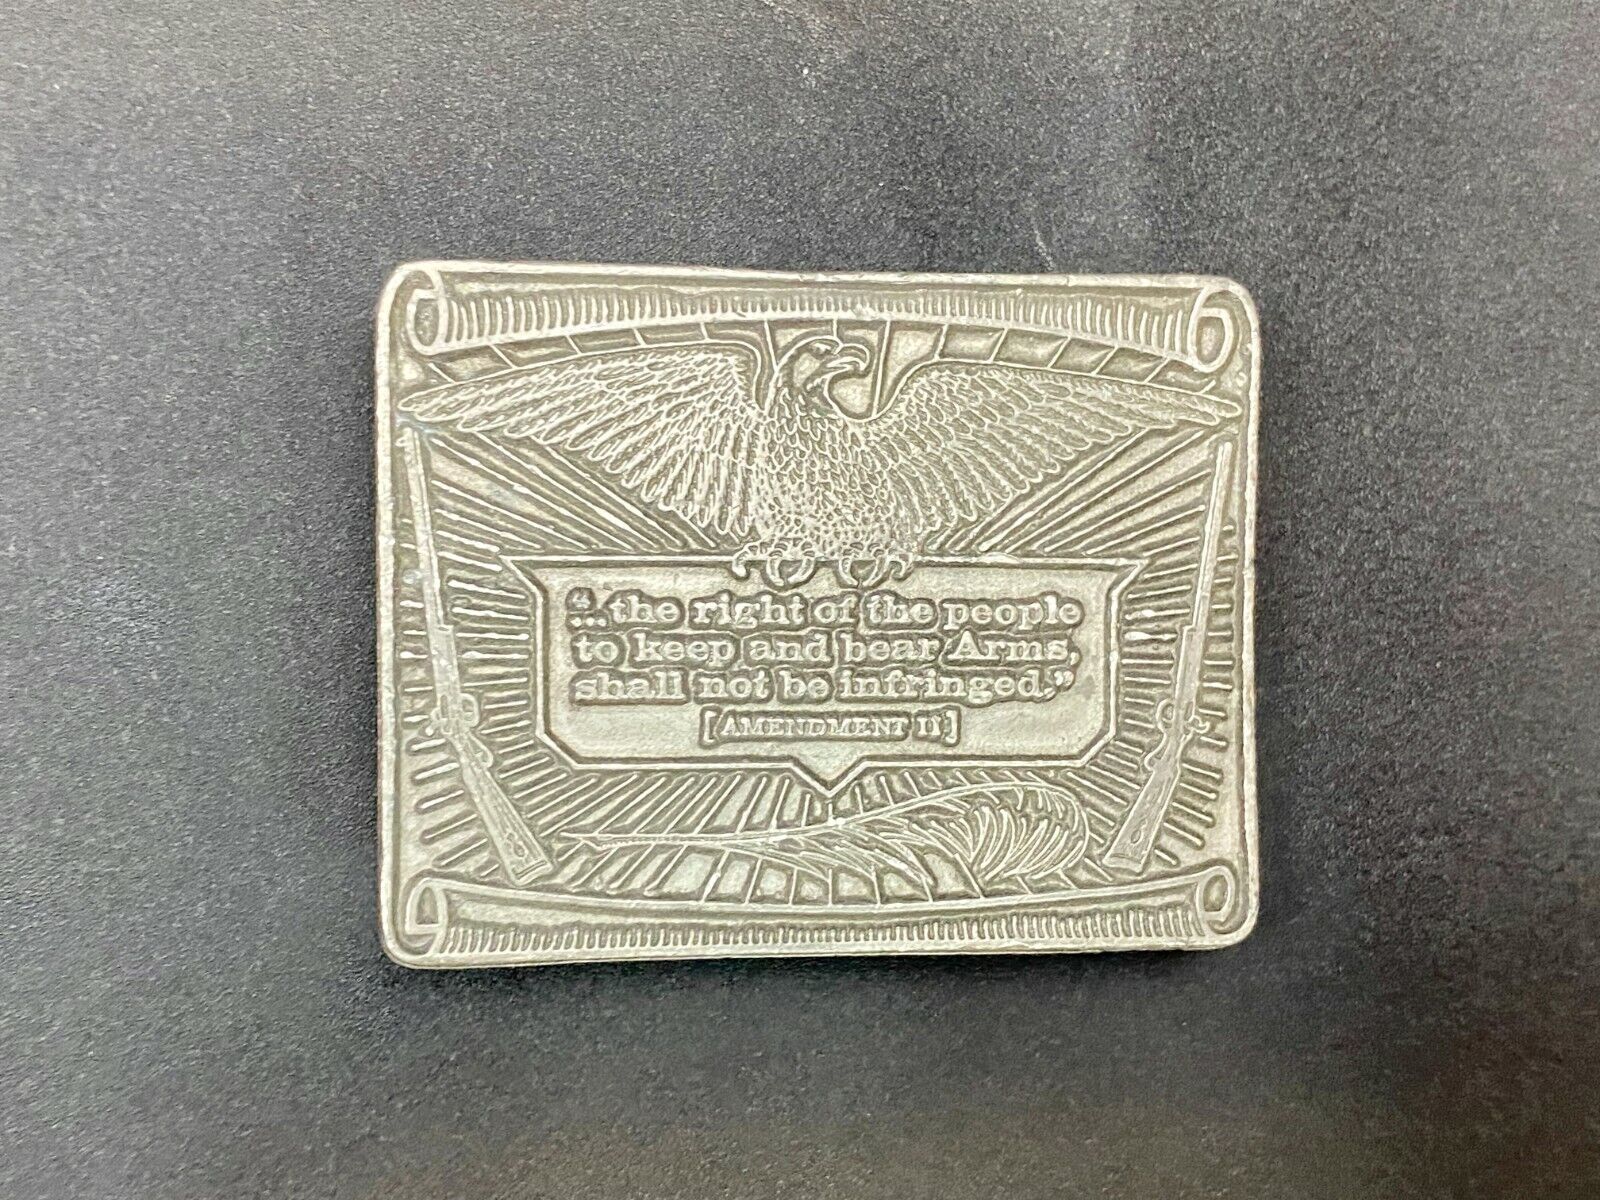 “...the right of the people
to keep and bear Arms,
shall not be infringed.”
[AMENDMENT II]